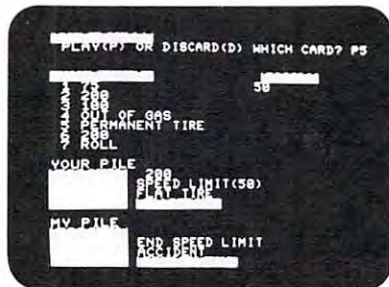 PLAY(P) OR DISCARD(D) WHICH CARD? P5
1 75
50
2 200
3 100
4 OUT OF GAS
5 PERMANENT TIRE
6 200
7 ROLL
YOUR PILE
200
SPEED LIMIT(50)
FLAT TIRE
MY PILE
END SPEED LIMIT
ACCIDENT